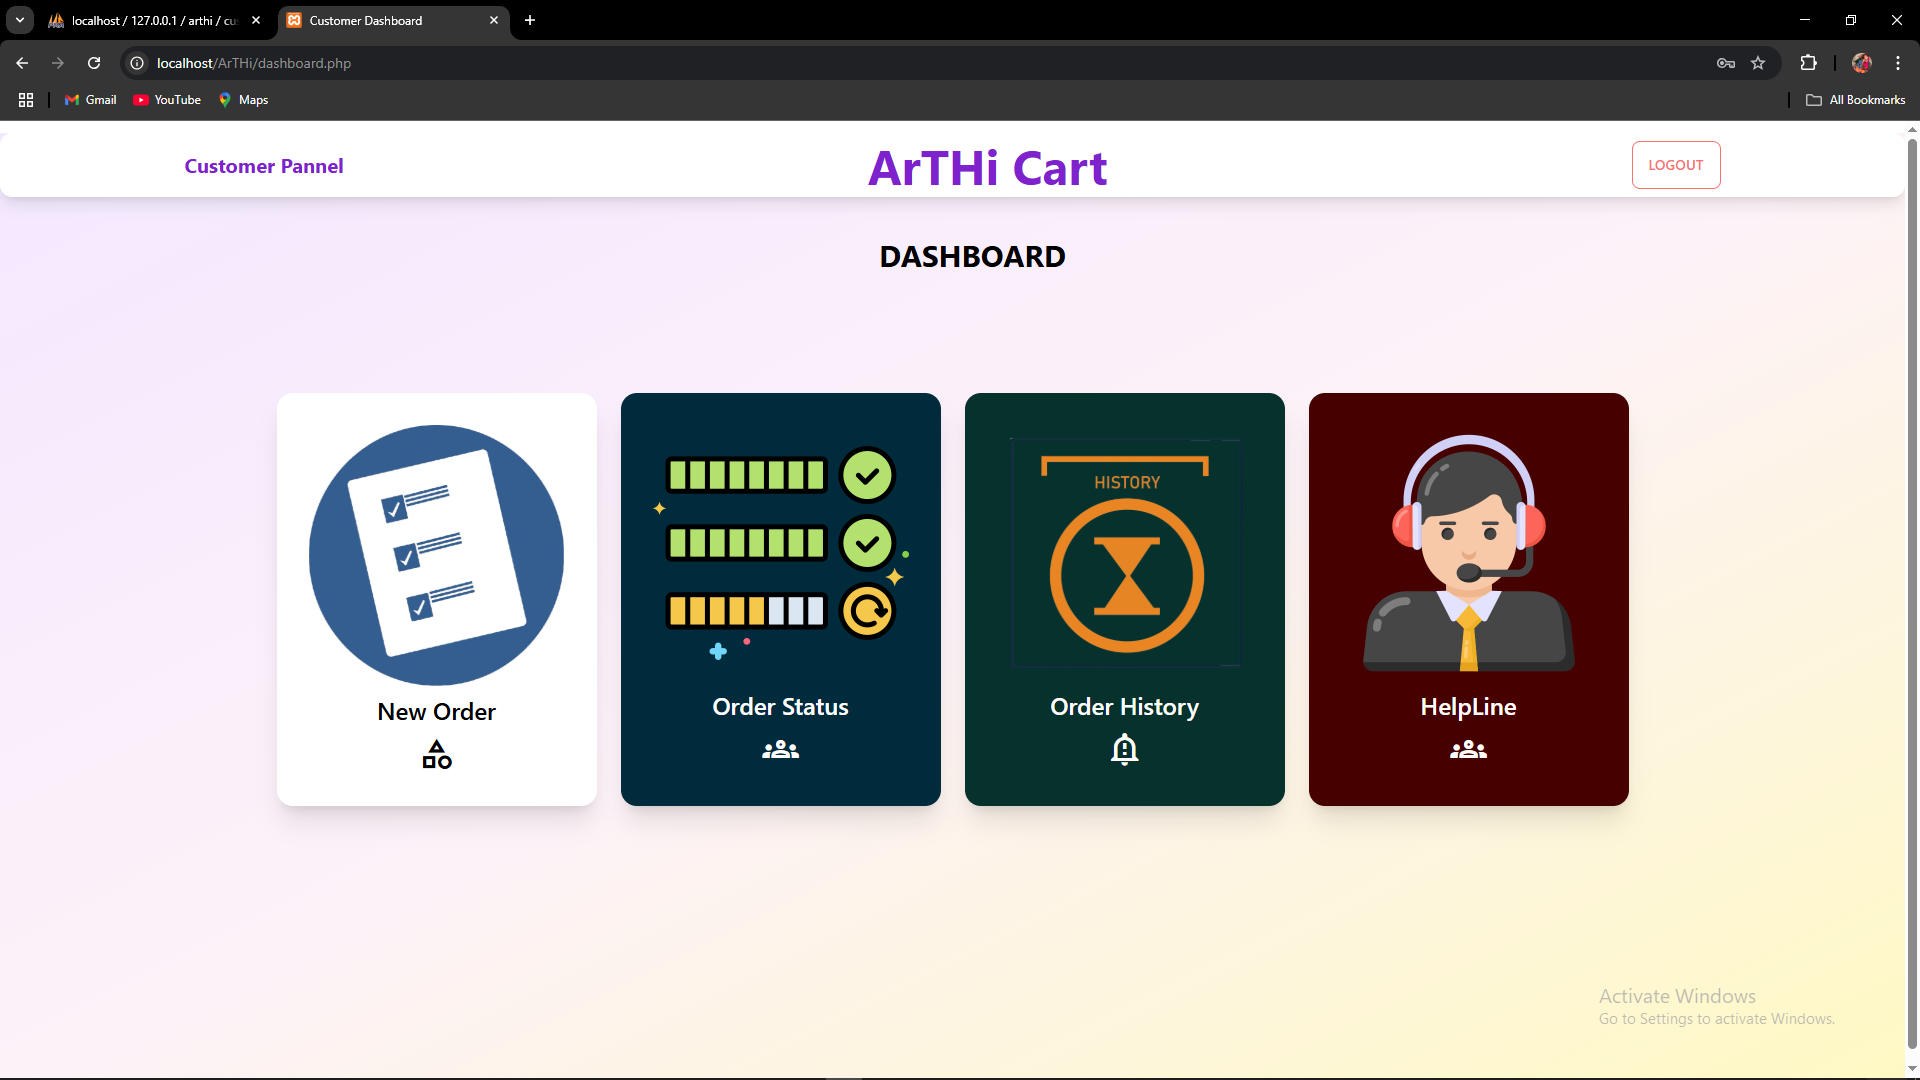 localhost / 127.0.0.1 / arthi / cu
Customer Dashboard
localhost/ArTHi/dashboard.php
Gmail
YouTube
Maps
All Bookmarks
Customer Pannel
ArTHi Cart
LOGOUT
DASHBOARD
HISTORY
New Order
Order Status
Order History
HelpLine
Activate Windows
Go to Settings to activate Windows.